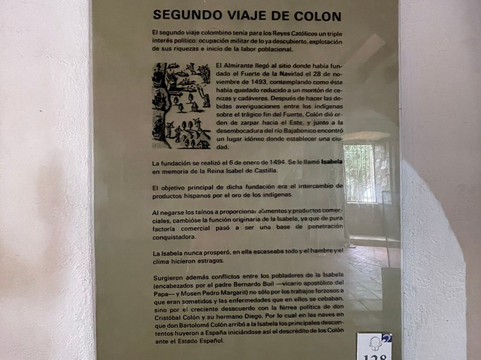 SEGUNDO VIAJE DE COLON
El segundo viaje colombino tenía para los Reyes Católicos un triple
interés político: ocupación militar de lo ya descubierto, explotación
de sus riquezas e inicio de la labor poblacional.
El Almirante llegó al sitio donde había fun-
dado el Fuerte de la Navidad el 28 de no-
viembre de 1493, contemplando como éste
había quedado reducido a un montón de ce-
nizas y cadáveres. Después de hacer las de-
bidas averiguaciones entre los indígenas
sobre el trágico fin del Fuerte, Colón dió or-
den de zarpar hacia el Este, y junto a la
desembocadura del río Bajabonico encontró
un lugar idóneo donde establecer una ciu-
dad.
La fundación se realizó el 6 de enero de 1494. Se le llamó Isabela
en memoria de la Reina Isabel de Castilla.
El objetivo principal de dicha fundación era el intercambio de
productos hispanos por el oro de los indígenas.
Al negarse los taínos a proporcionar alimentos y productos comer-
ciales, cambióse la función originaria de la Isabela, ya que de pura
factoría comercial pasó a ser una base de penetración
conquistadora.
La Isabela nunca prosperó, en ella escaseaba todo y el hambre y el
clima hicieron estragos.
Surgieron además conflictos entre los pobladores de la Isabela
(encabezados por el padre Bernardo Boil —vicario apostólico del
Papa— y Musen Pedro Margarit) no sólo por los trabajos forzosos a
que eran sometidos y las enfermedades que en ellos se cebaban,
sino por el creciente desacuerdo con la férrea política de don
Cristóbal Colón y su hermano Diego. Por lo cual en las naves en
que don Bartolomé Colón arribó a la Isabela los principales descon-
tentos huyeron a España iniciándose así el descrédito del Colón
ante el Estado Español.
128